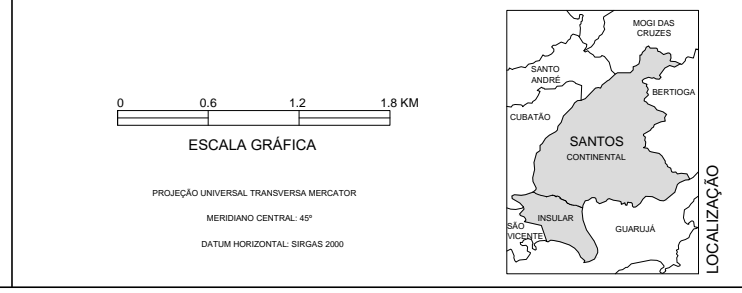 0 0.6 1.2 1.8 KM
ESCALA GRÁFICA
PROJEÇÃO UNIVERSAL TRANSVERSA MERCATOR
MERIDIANO CENTRAL: 45º
DATUM HORIZONTAL: SIRGAS 2000
MOGI DAS
CRUZES
SANTO
ANDRÉ
BERTIOGA
CUBATÃO
SANTOS
CONTINENTAL
INSULAR
SÃO
VICENTE
GUARUJÁ
LOCALIZAÇÃO